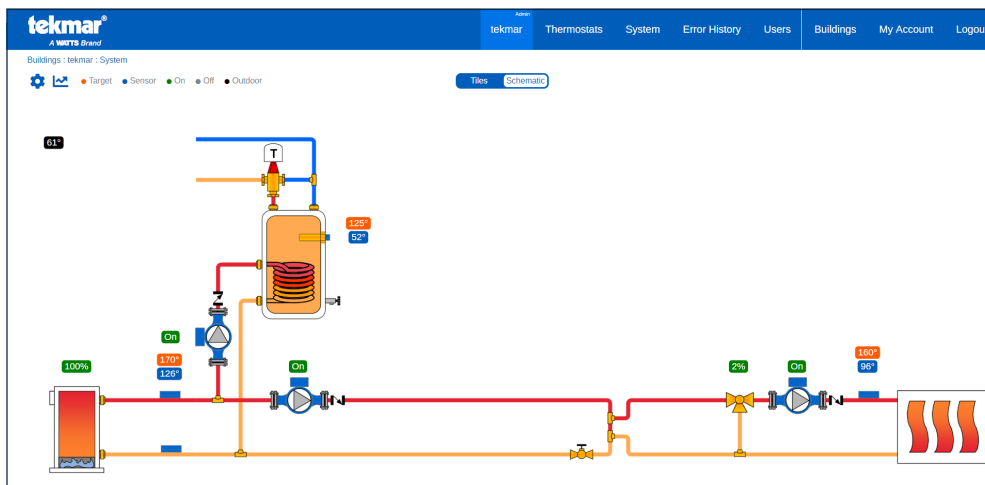 tekmar®
A WATTS Brand
Admin
tekmar
Thermostats
System
Error History
Users
Buildings
My Account
Logout
Buildings : tekmar : System
Target
Sensor
On
Off
Outdoor
Tiles
Schematic
61°
T
125°
52°
On
170°
126°
100%
On
2%
On
160°
96°